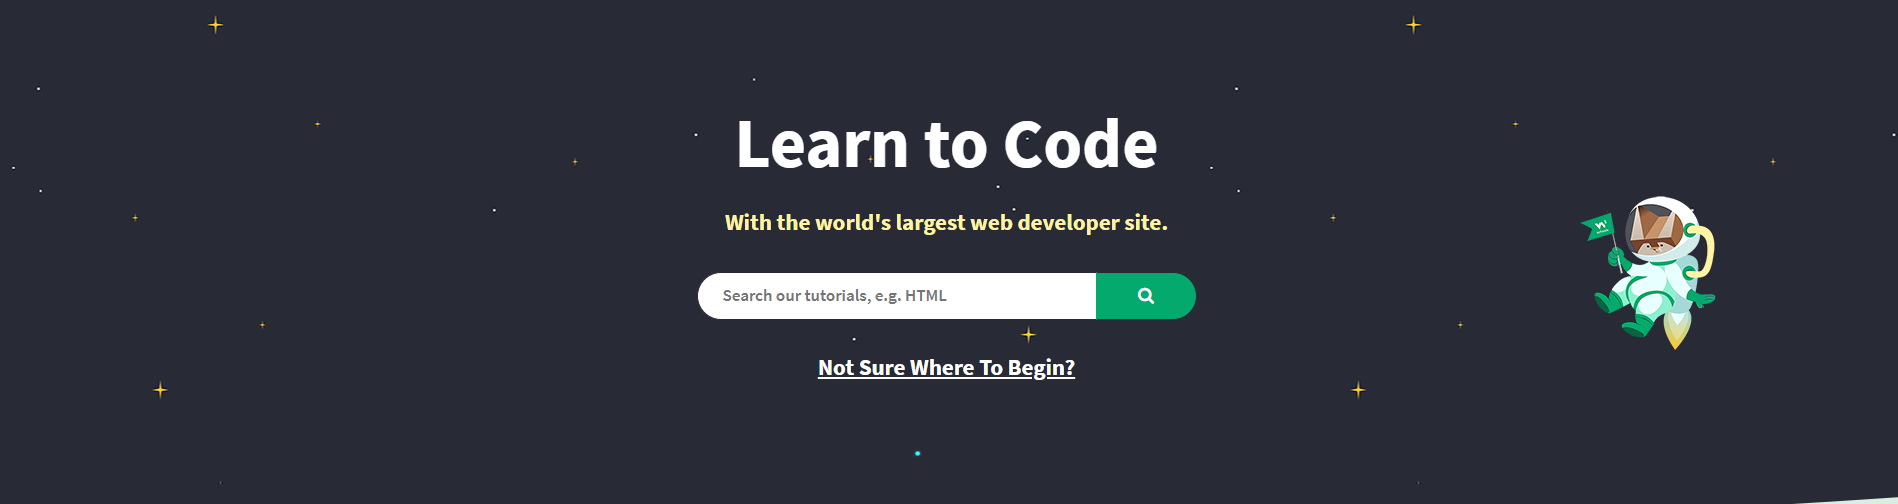 Learn to Code
With the world's largest web developer site.
Search our tutorials, e.g. HTML
Not Sure Where To Begin?